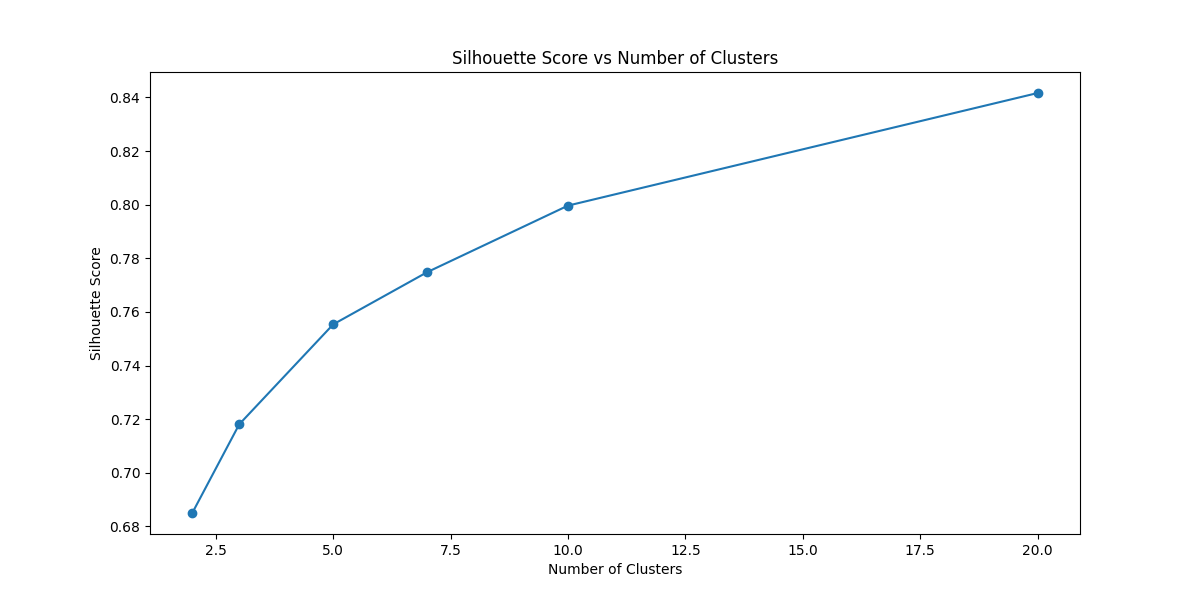 Silhouette Score vs Number of Clusters
0.84
0.82
0.80
0.78
0.76
0.74
0.72
0.70
0.68
Silhouette Score
2.5 5.0 7.5 10.0 12.5 15.0 17.5 20.0
Number of Clusters